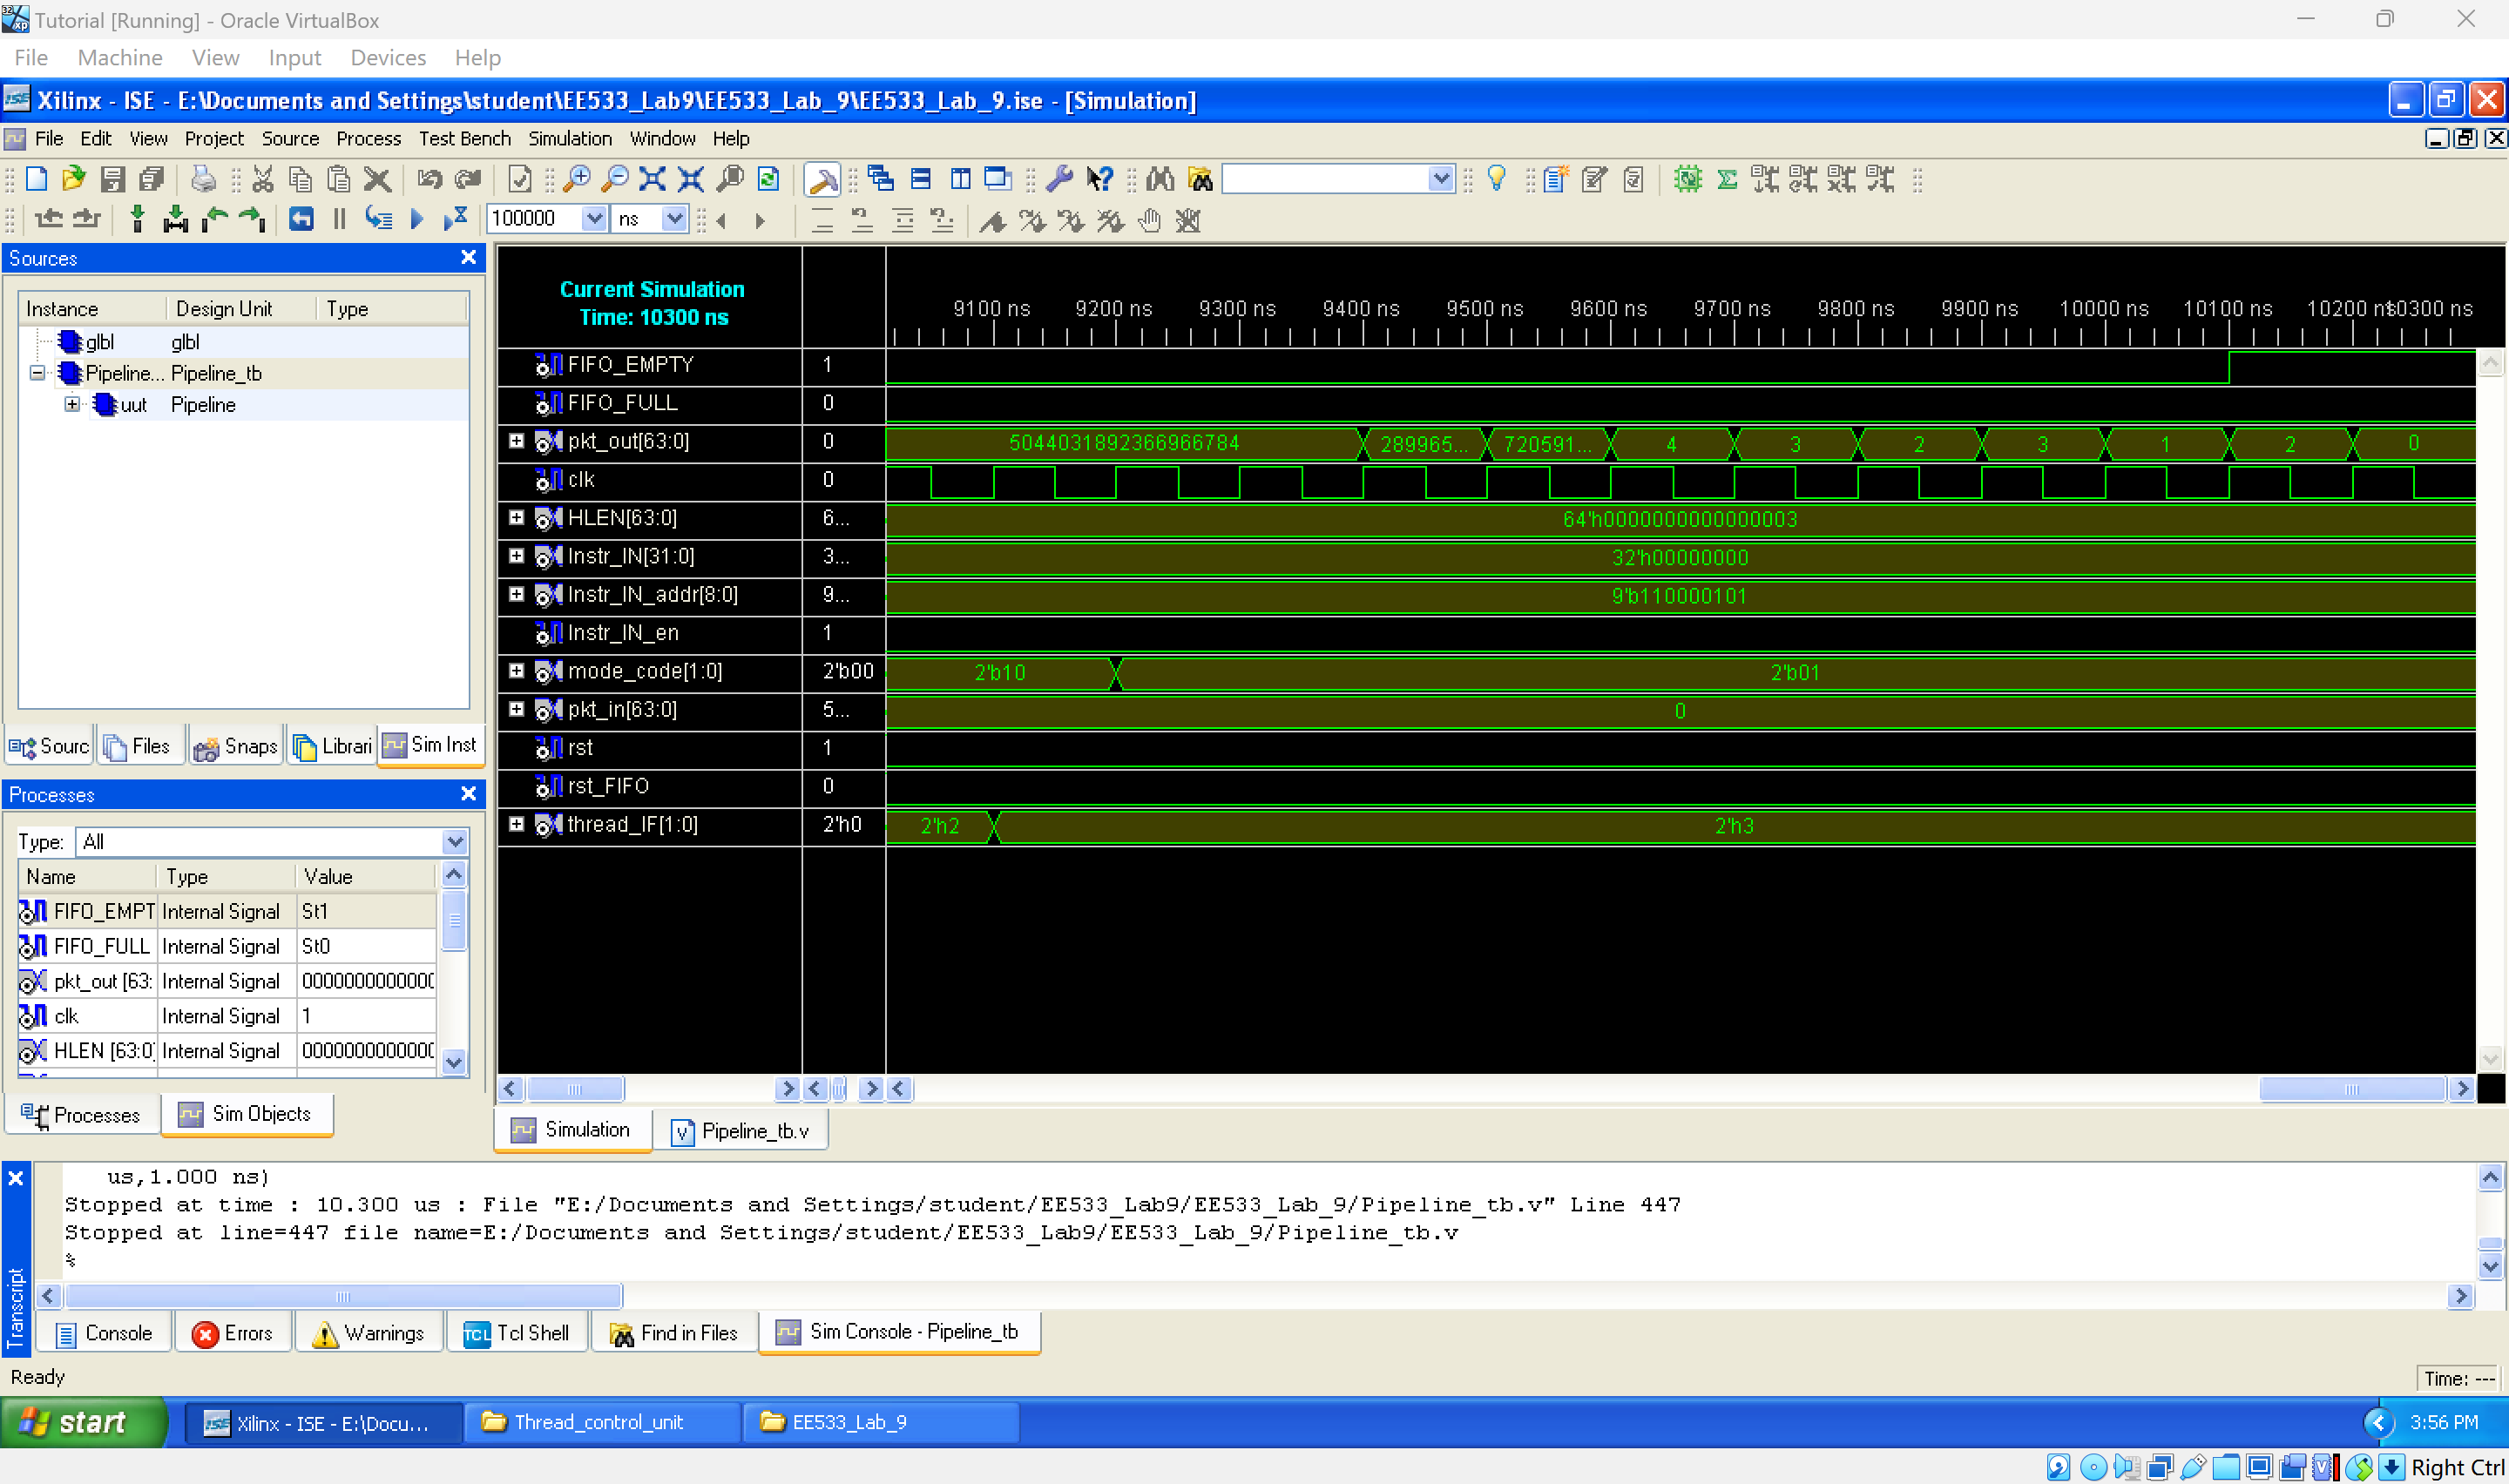 Tutorial [Running] - Oracle VirtualBox
File Machine View Input Devices Help
Xilinx - ISE - E:\Documents and Settings\student\EE533_Lab9\EE533_Lab_9\EE533_Lab_9.ise - [Simulation]
File Edit View Project Source Process Test Bench Simulation Window Help
100000 ns
Sources
Instance Design Unit Type
glbl glbl
Pipeline... Pipeline_tb
uut Pipeline
Sourc Files Snaps Librari Sim Inst
Processes
Type: All
Name Type Value
FIFO_EMPT Internal Signal St1
FIFO_FULL Internal Signal St0
pkt_out [63: Internal Signal 0000000000000
clk Internal Signal 1
HLEN [63:0] Internal Signal 0000000000000
Processes Sim Objects
Current Simulation
Time: 10300 ns
9100 ns 9200 ns 9300 ns 9400 ns 9500 ns 9600 ns 9700 ns 9800 ns 9900 ns 10000 ns 10100 ns 10200 ns 10300 ns
FIFO_EMPTY 1
FIFO_FULL 0
pkt_out[63:0] 0 5044031892366966784 289965... 720591... 4 3 2 3 1 2 0
clk 0
HLEN[63:0] 6... 64'h0000000000000003
Instr_IN[31:0] 3... 32'h00000000
Instr_IN_addr[8:0] 9... 9'b110000101
Instr_IN_en 1
mode_code[1:0] 2'b00 2'b10 2'b01
pkt_in[63:0] 5... 0
rst 1
rst_FIFO 0
thread_IF[1:0] 2'h0 2'h2 2'h3
Simulation Pipeline_tb.v
Transcript
us,1.000 ns)
Stopped at time : 10.300 us : File "E:/Documents and Settings/student/EE533_Lab9/EE533_Lab_9/Pipeline_tb.v" Line 447
Stopped at line=447 file name=E:/Documents and Settings/student/EE533_Lab9/EE533_Lab_9/Pipeline_tb.v
%
Console Errors Warnings Tcl Shell Find in Files Sim Console - Pipeline_tb
Ready Time: ---
start Xilinx - ISE - E:\Docu... Thread_control_unit EE533_Lab_9 3:56 PM
Right Ctrl